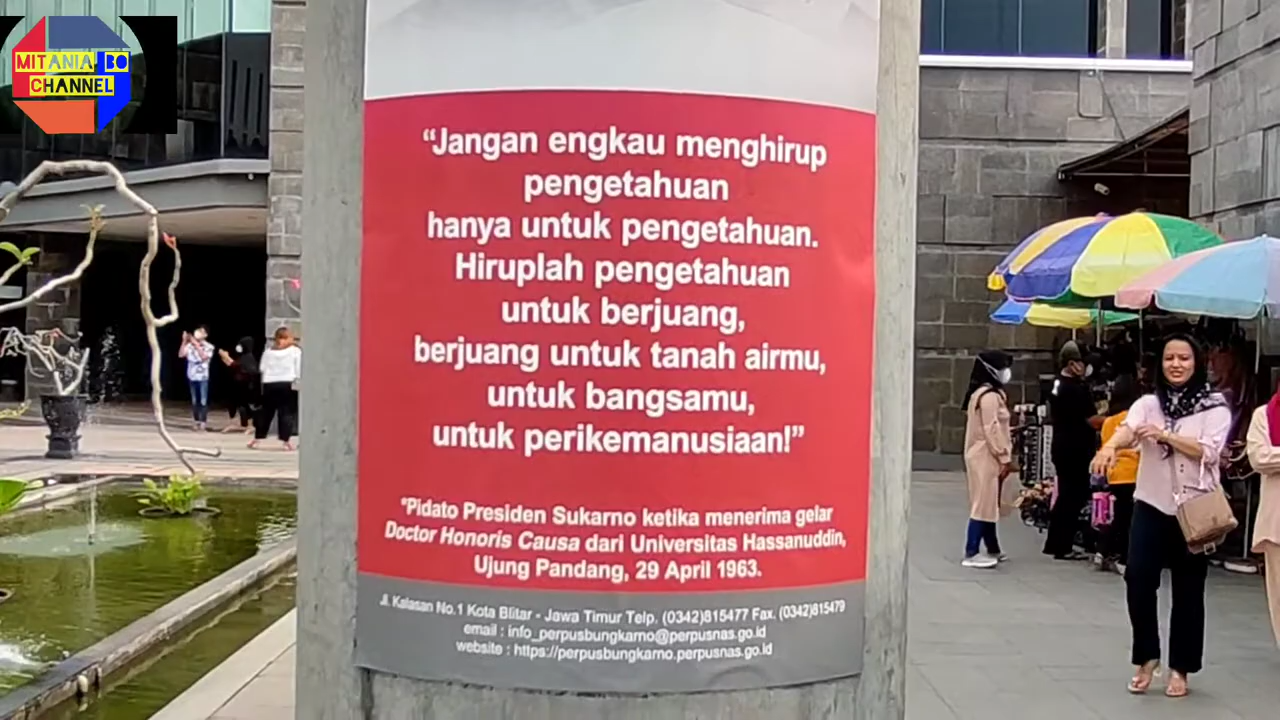 MITANIA BO
CHANNEL
“Jangan engkau menghirup
pengetahuan
hanya untuk pengetahuan.
Hiruplah pengetahuan
untuk berjuang,
berjuang untuk tanah airmu,
untuk bangsamu,
untuk perikemanusiaan!”
*Pidato Presiden Sukarno ketika menerima gelar
Doctor Honoris Causa dari Universitas Hassanuddin,
Ujung Pandang, 29 April 1963.
Jl. Kalasan No.1 Kota Blitar - Jawa Timur Telp. (0342)815477 Fax. (0342)815479
email : info_perpusbungkarno@perpusnas.go.id
website : https://perpusbungkarno.perpusnas.go.id